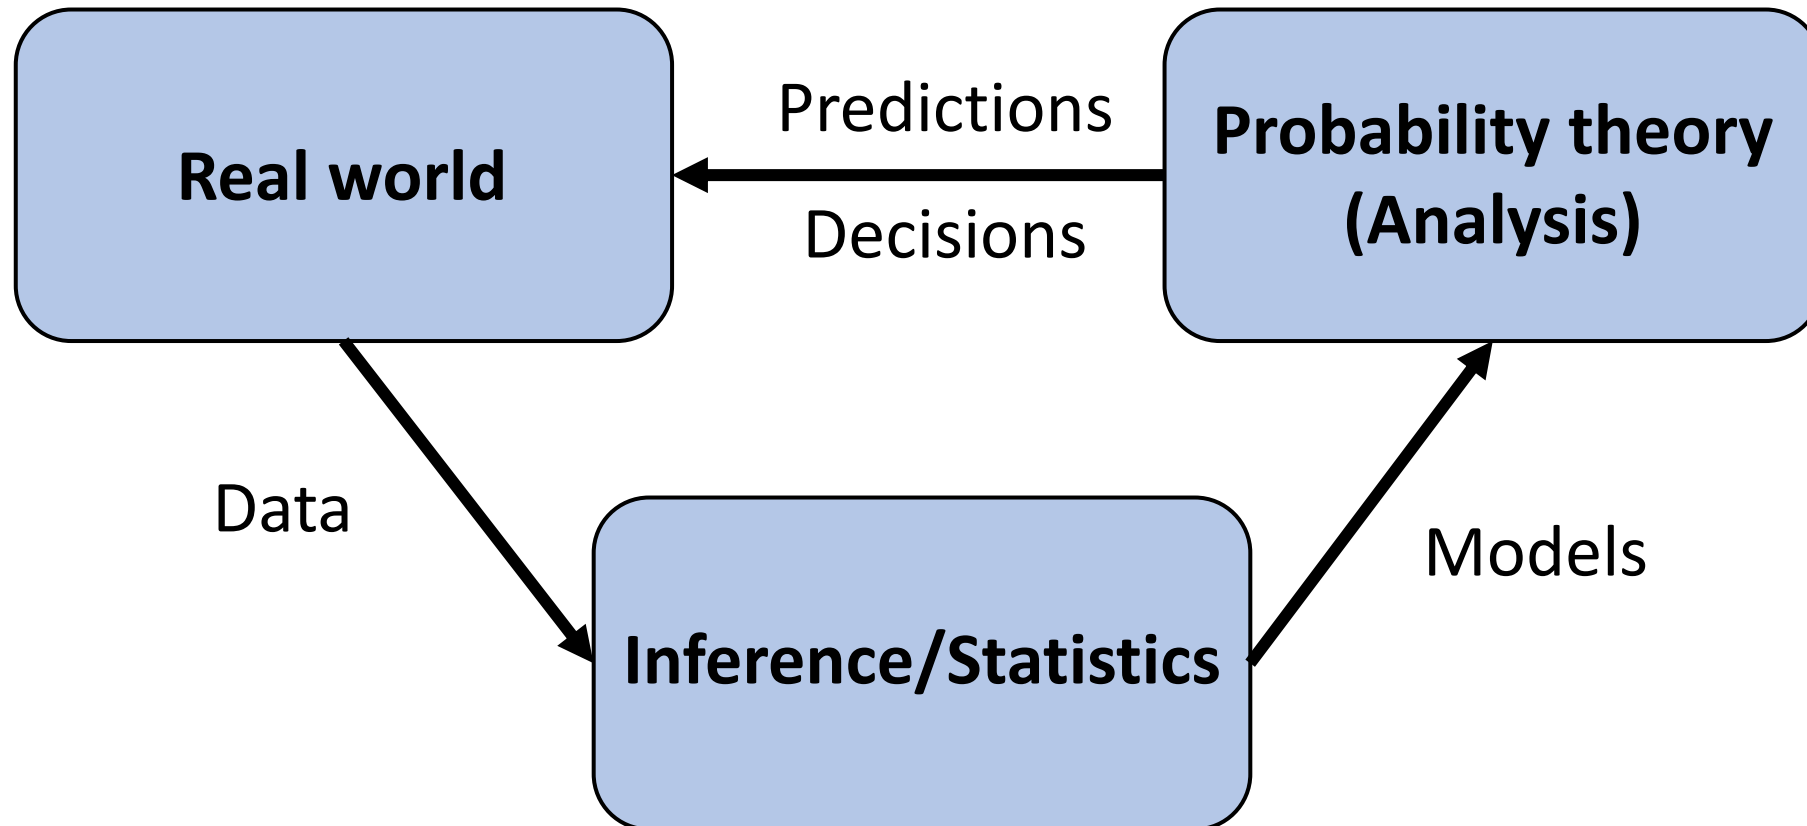 Real world
Predictions
Decisions
Probability theory
(Analysis)
Data
Models
Inference/Statistics